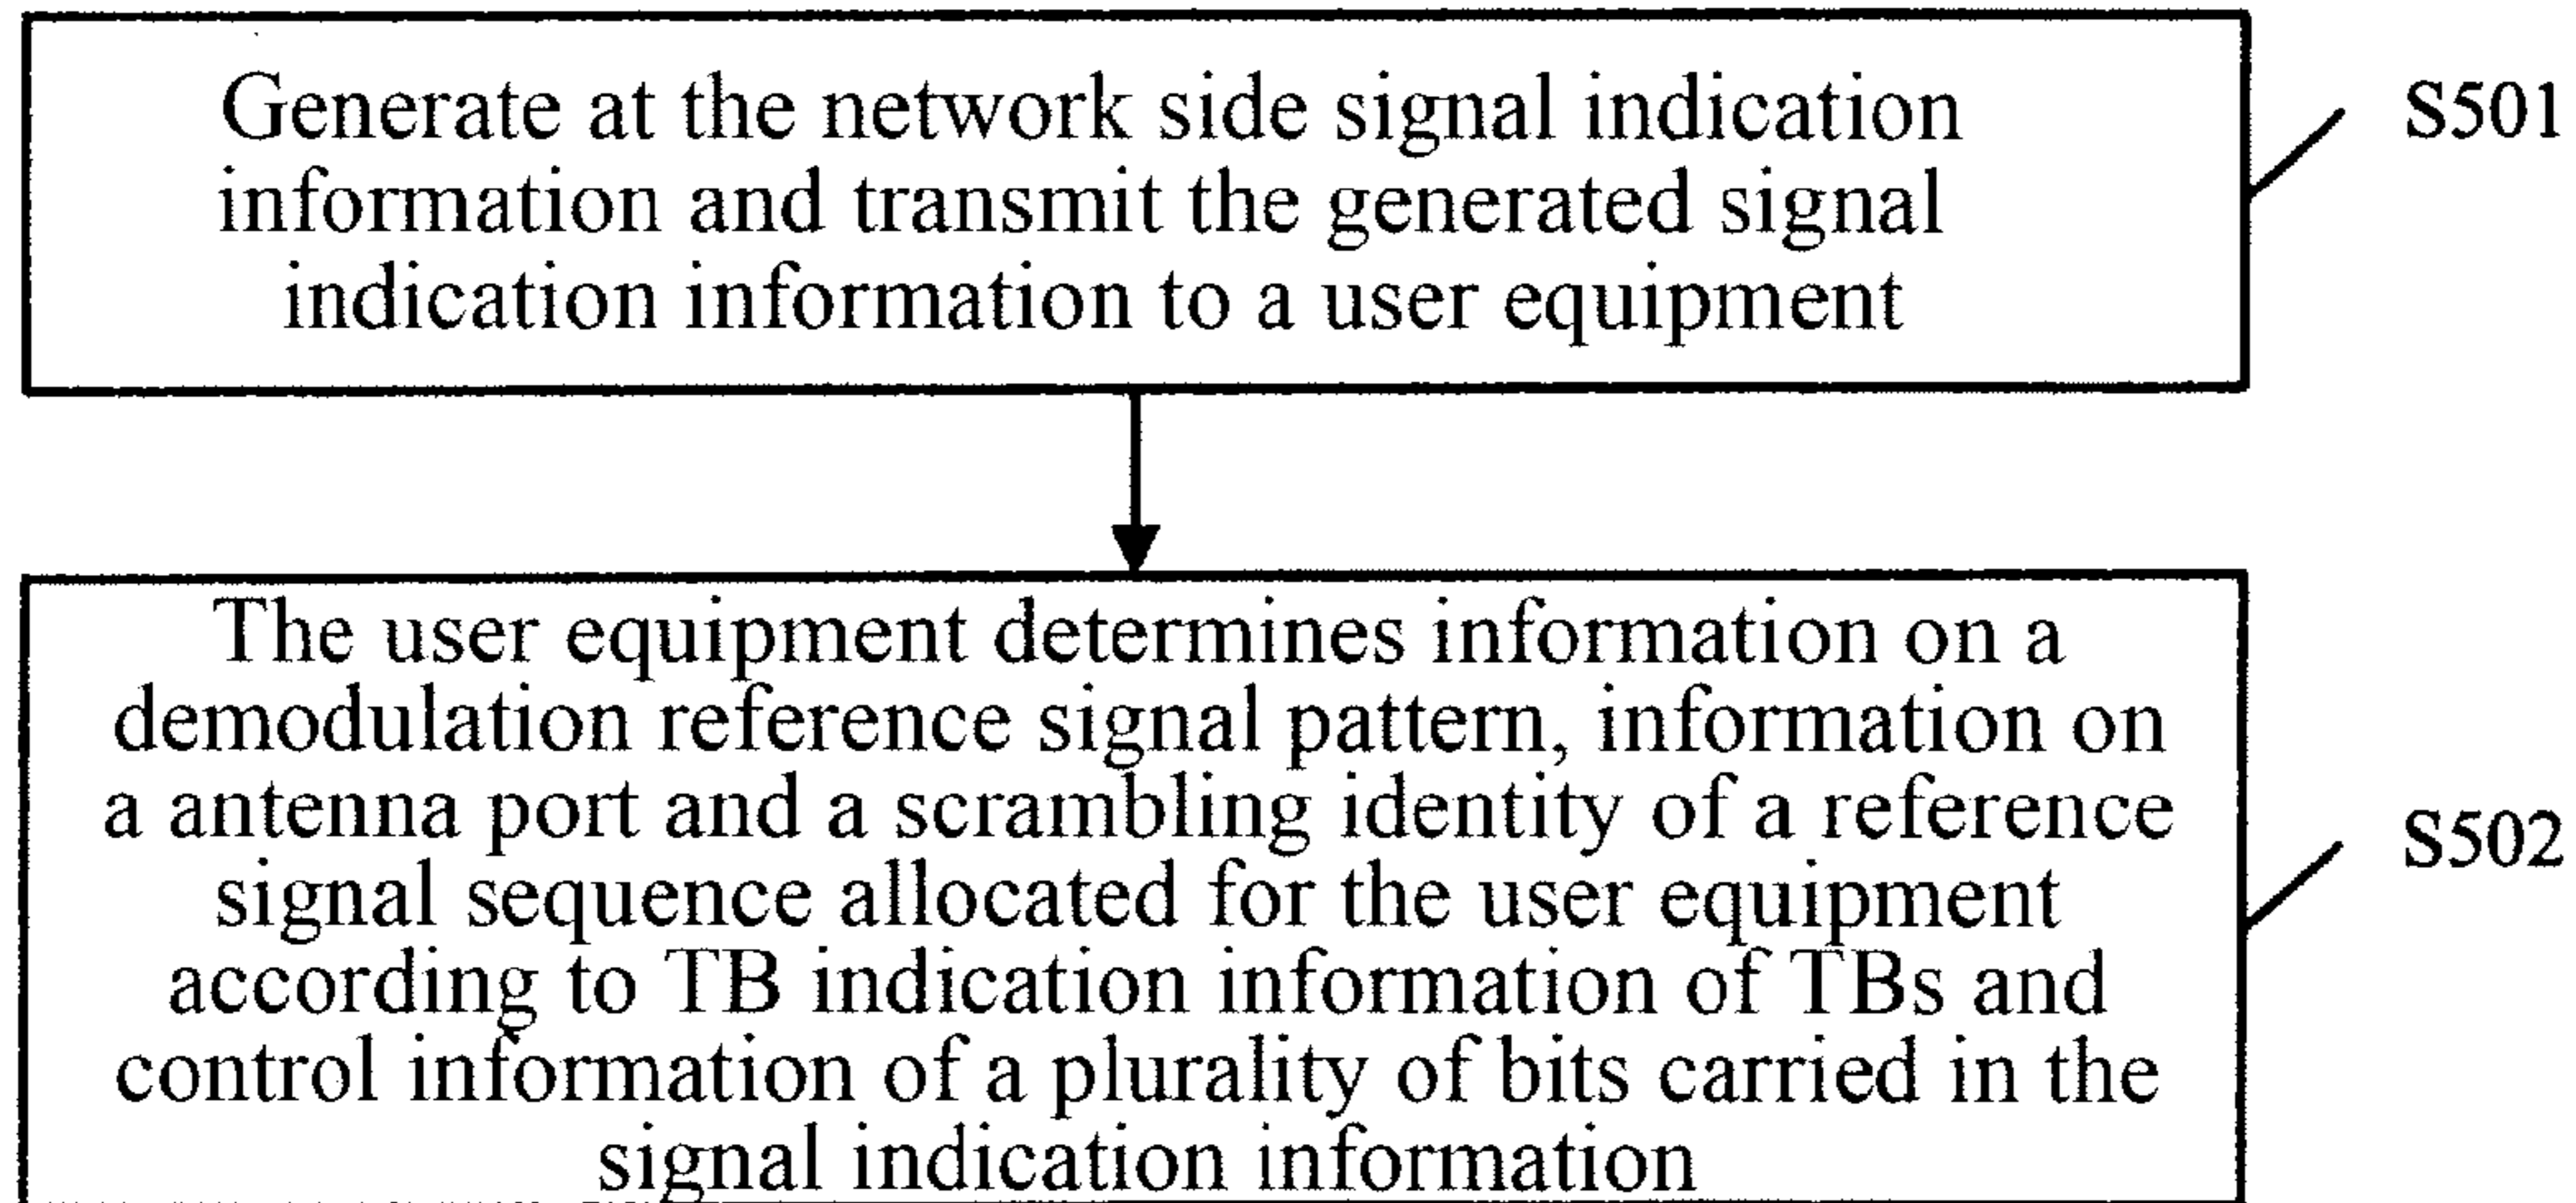 Generate at the network side signal indication
information and transmit the generated signal
indication information to a user equipment
S501
The user equipment determines information on a
demodulation reference signal pattern, information on
a antenna port and a scrambling identity of a reference
signal sequence allocated for the user equipment
according to TB indication information of TBs and
control information of a plurality of bits carried in the
signal indication information
S502